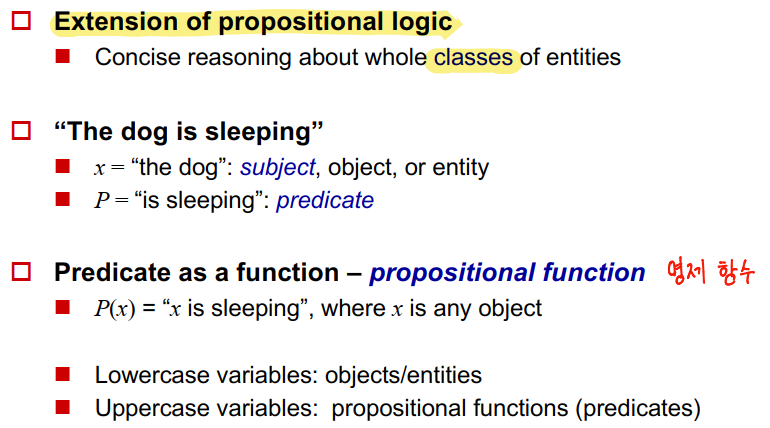 Extension of propositional logic
Concise reasoning about whole classes of entities
“The dog is sleeping”
x = “the dog”: subject, object, or entity
P = “is sleeping”: predicate
Predicate as a function – propositional function 명제 함수
P(x) = “x is sleeping”, where x is any object
Lowercase variables: objects/entities
Uppercase variables: propositional functions (predicates)